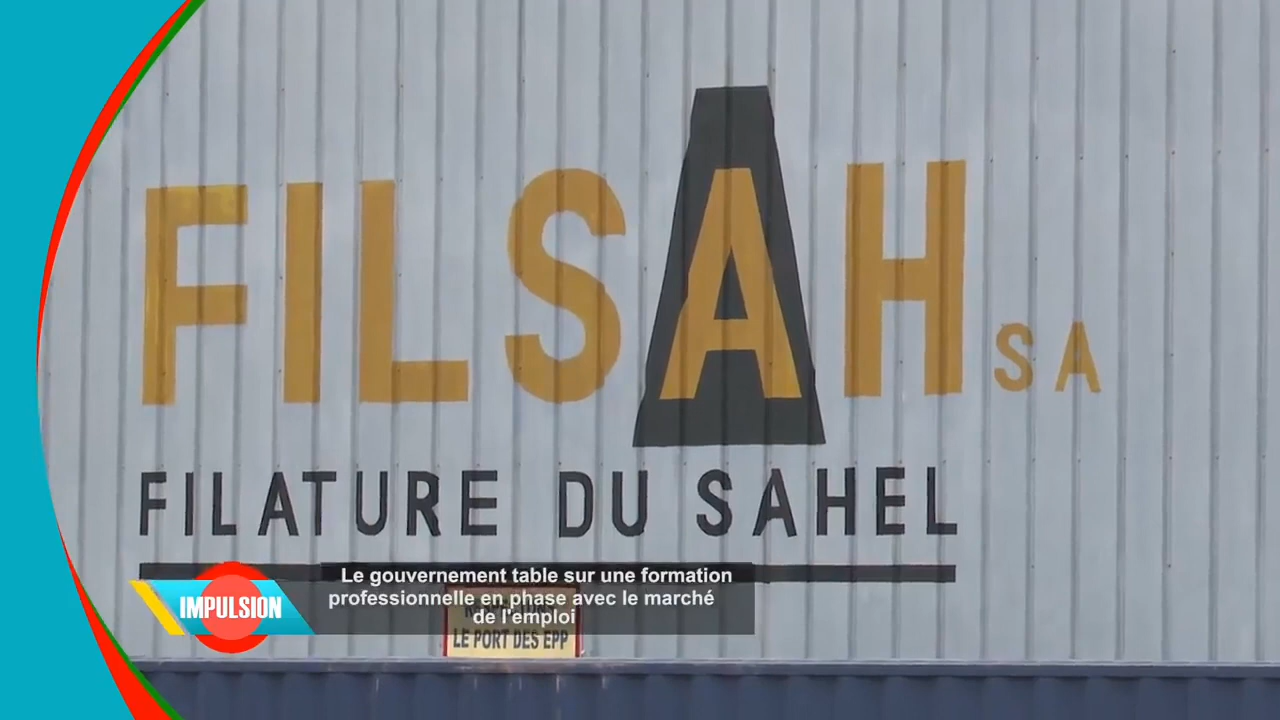 FILSAH SA
FILATURE DU SAHEL
IMPULSION
Le gouvernement table sur une formation
professionnelle en phase avec le marché
de l'emploi
LE PORT DES EPP